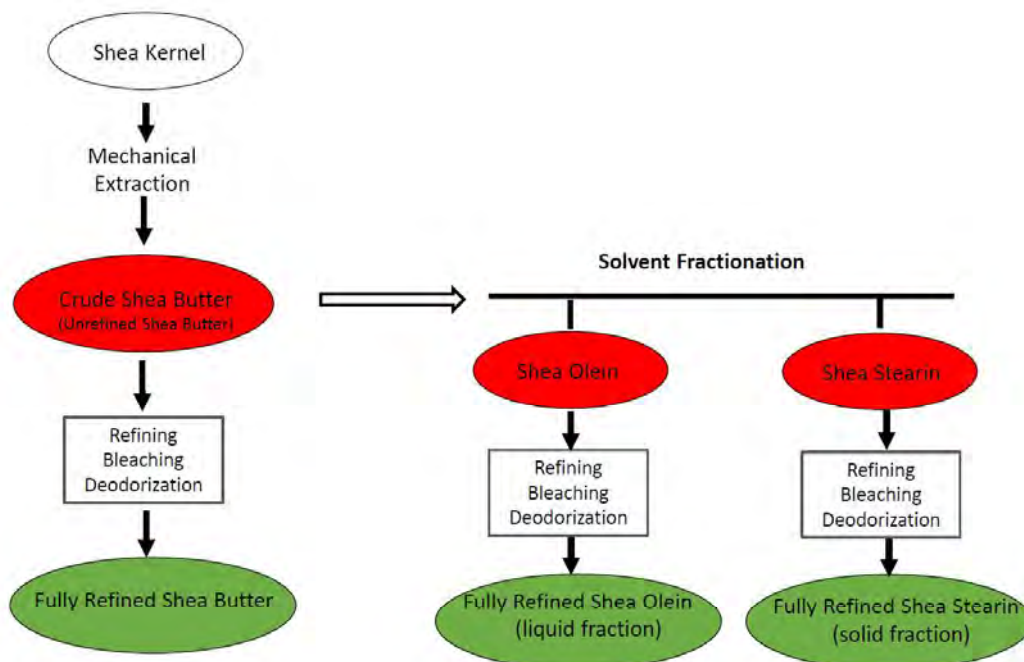 Shea Kernel
Mechanical
Extraction
Crude Shea Butter
(Unrefined Shea Butter)
Refining
Bleaching
Deodorization
Fully Refined Shea Butter
Solvent Fractionation
Shea Olein
Refining
Bleaching
Deodorization
Fully Refined Shea Olein
(liquid fraction)
Shea Stearin
Refining
Bleaching
Deodorization
Fully Refined Shea Stearin
(solid fraction)